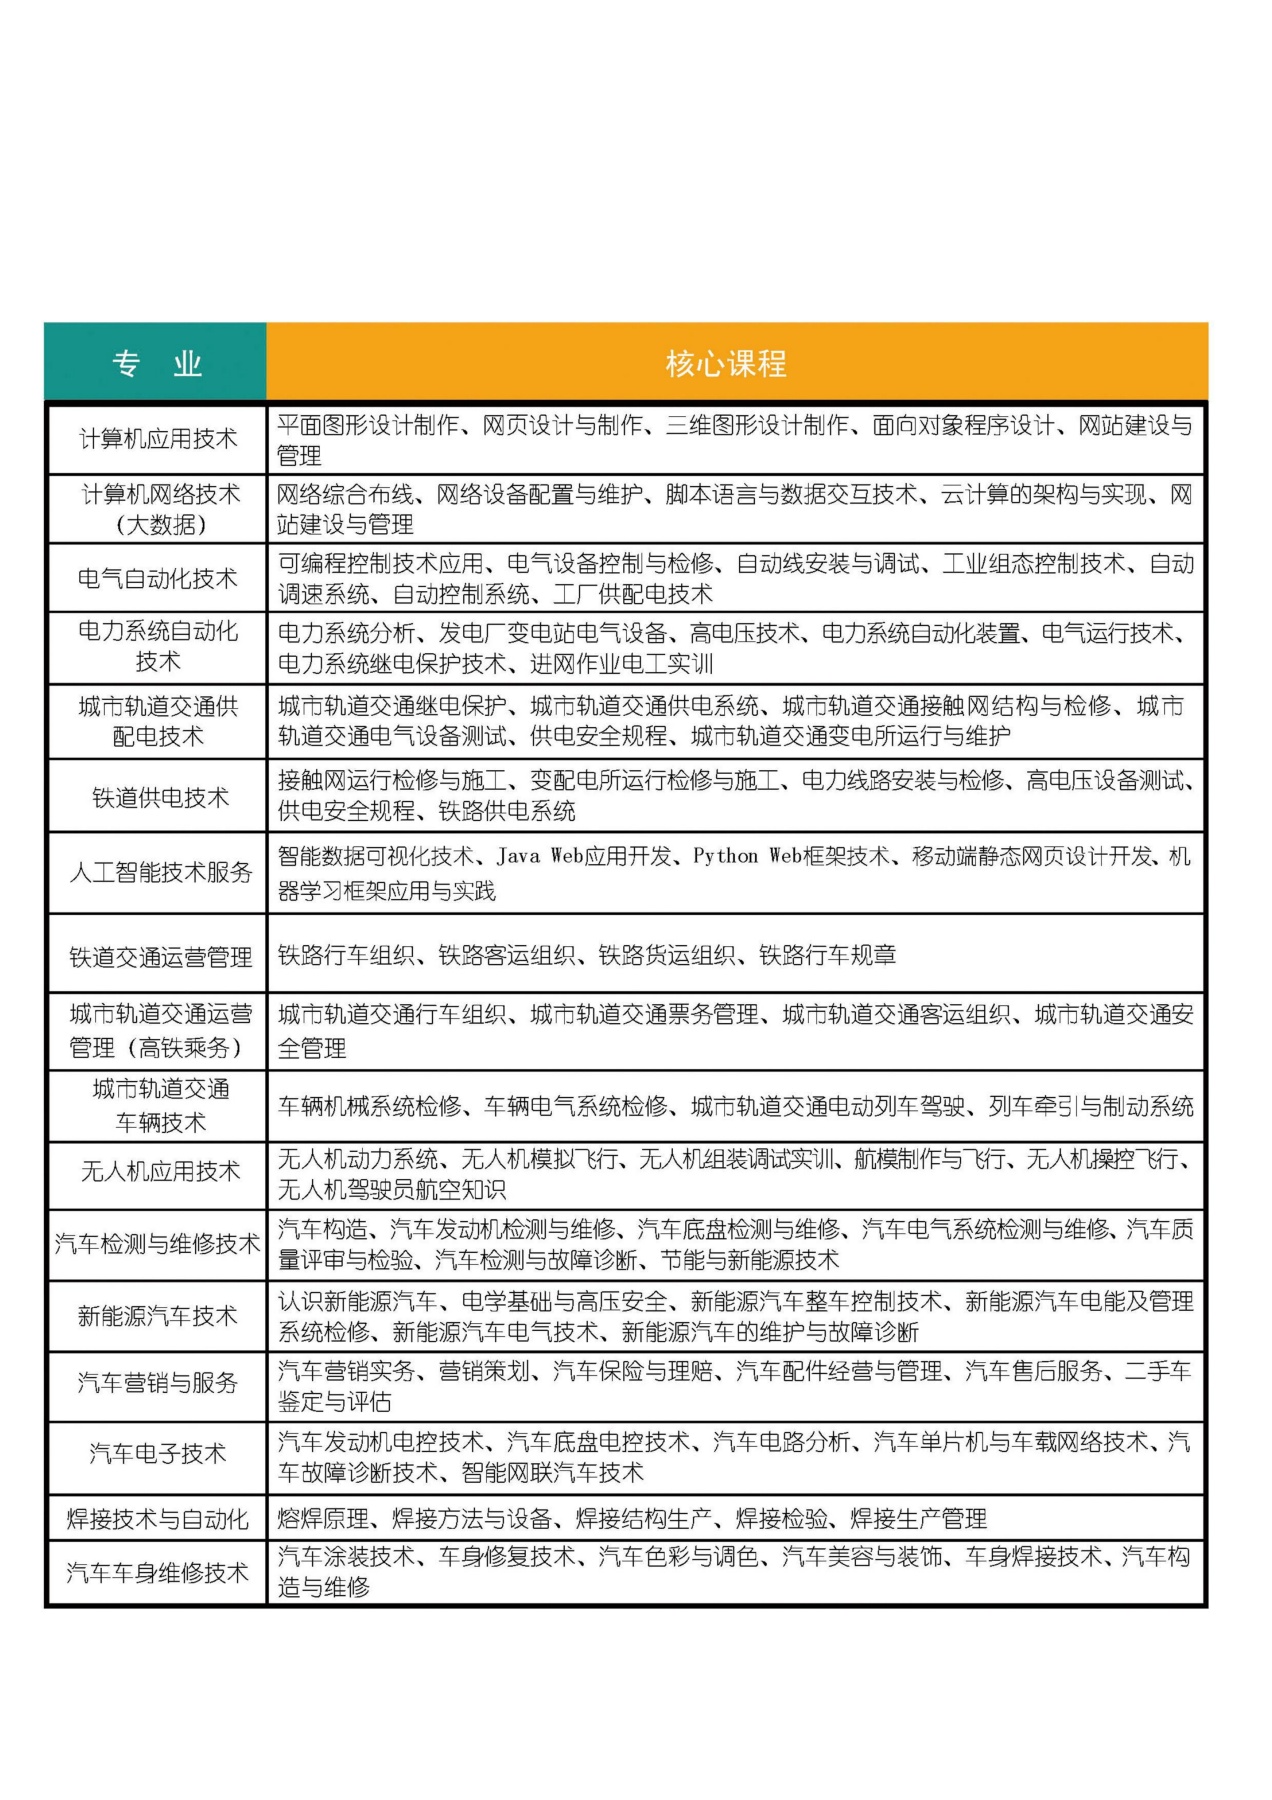 专 业
核心课程
计算机应用技术
平面图形设计制作、网页设计与制作、三维图形设计制作、面向对象程序设计、网站建设与
管理
计算机网络技术
（大数据）
网络综合布线、网络设备配置与维护、脚本语言与数据交互技术、云计算的架构与实现、网
站建设与管理
电气自动化技术
可编程控制技术应用、电气设备控制与检修、自动线安装与调试、工业组态控制技术、自动
调速系统、自动控制系统、工厂供配电技术
电力系统自动化
技术
电力系统分析、发电厂变电站电气设备、高电压技术、电力系统自动化装置、电气运行技术、
电力系统继电保护技术、进网作业电工实训
城市轨道交通供
配电技术
城市轨道交通继电保护、城市轨道交通供电系统、城市轨道交通接触网结构与检修、城市
轨道交通电气设备测试、供电安全规程、城市轨道交通变电所运行与维护
铁道供电技术
接触网运行检修与施工、变配电所运行检修与施工、电力线路安装与检修、高电压设备测试、
供电安全规程、铁路供电系统
人工智能技术服务
智能数据可视化技术、Java Web应用开发、Python Web框架技术、移动端静态网页设计开发、机
器学习框架应用与实践
铁道交通运营管理
铁路行车组织、铁路客运组织、铁路货运组织、铁路行车规章
城市轨道交通运营
管理（高铁乘务）
城市轨道交通行车组织、城市轨道交通票务管理、城市轨道交通客运组织、城市轨道交通安
全管理
城市轨道交通
车辆技术
车辆机械系统检修、车辆电气系统检修、城市轨道交通电动列车驾驶、列车牵引与制动系统
无人机应用技术
无人机动力系统、无人机模拟飞行、无人机组装调试实训、航模制作与飞行、无人机操控飞行、
无人机驾驶员航空知识
汽车检测与维修技术
汽车构造、汽车发动机检测与维修、汽车底盘检测与维修、汽车电气系统检测与维修、汽车质
量评审与检验、汽车检测与故障诊断、节能与新能源技术
新能源汽车技术
认识新能源汽车、电学基础与高压安全、新能源汽车整车控制技术、新能源汽车电能及管理
系统检修、新能源汽车电气技术、新能源汽车的维护与故障诊断
汽车营销与服务
汽车营销实务、营销策划、汽车保险与理赔、汽车配件经营与管理、汽车售后服务、二手车
鉴定与评估
汽车电子技术
汽车发动机电控技术、汽车底盘电控技术、汽车电路分析、汽车单片机与车载网络技术、汽
车故障诊断技术、智能网联汽车技术
焊接技术与自动化
熔焊原理、焊接方法与设备、焊接结构生产、焊接检验、焊接生产管理
汽车车身维修技术
汽车涂装技术、车身修复技术、汽车色彩与调色、汽车美容与装饰、车身焊接技术、汽车构
造与维修